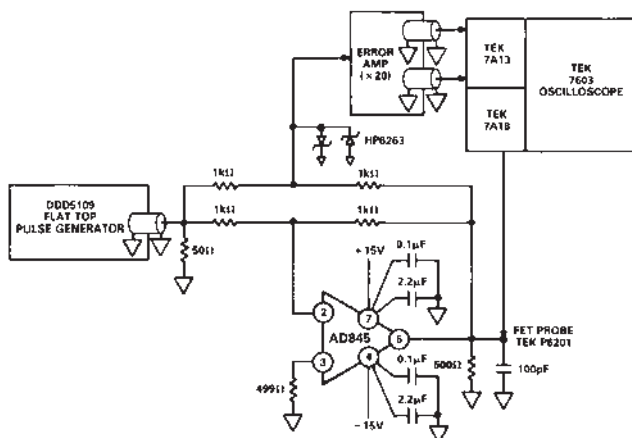 ERROR
AMP
(×20)
TEK
7A13
TEK
7603
OSCILLOSCOPE
TEK
7A18
HP6263
1kΩ
1kΩ
DDD5109
FLAT TOP
PULSE GENERATOR
1kΩ
1kΩ
50Ω
+15V
0.1µF
2.2µF
2
7
AD845
6
3
4
FET PROBE
TEK P6201
0.1µF
499Ω
500Ω
100pF
2.2µF
−15V